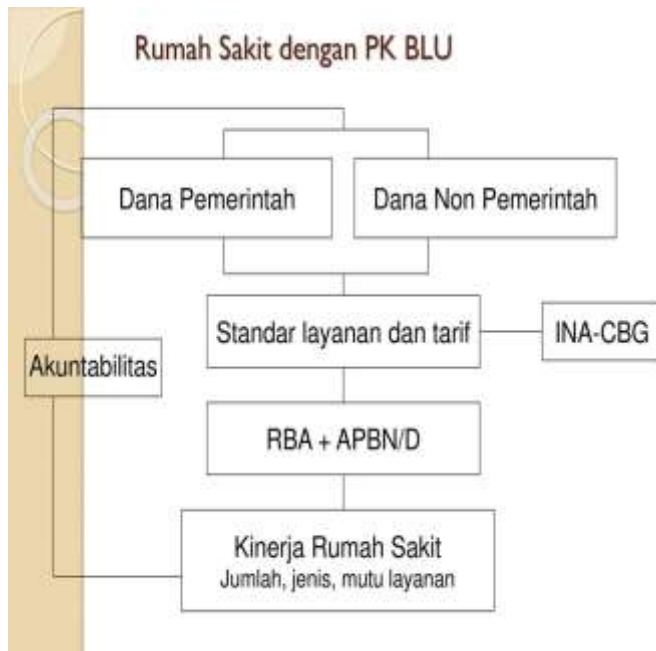 Rumah Sakit dengan PK BLU
Dana Pemerintah
Dana Non Pemerintah
Standar layanan dan tarif
INA-CBG
Akuntabilitas
RBA + APBN/D
Kinerja Rumah Sakit
Jumlah, jenis, mutu layanan